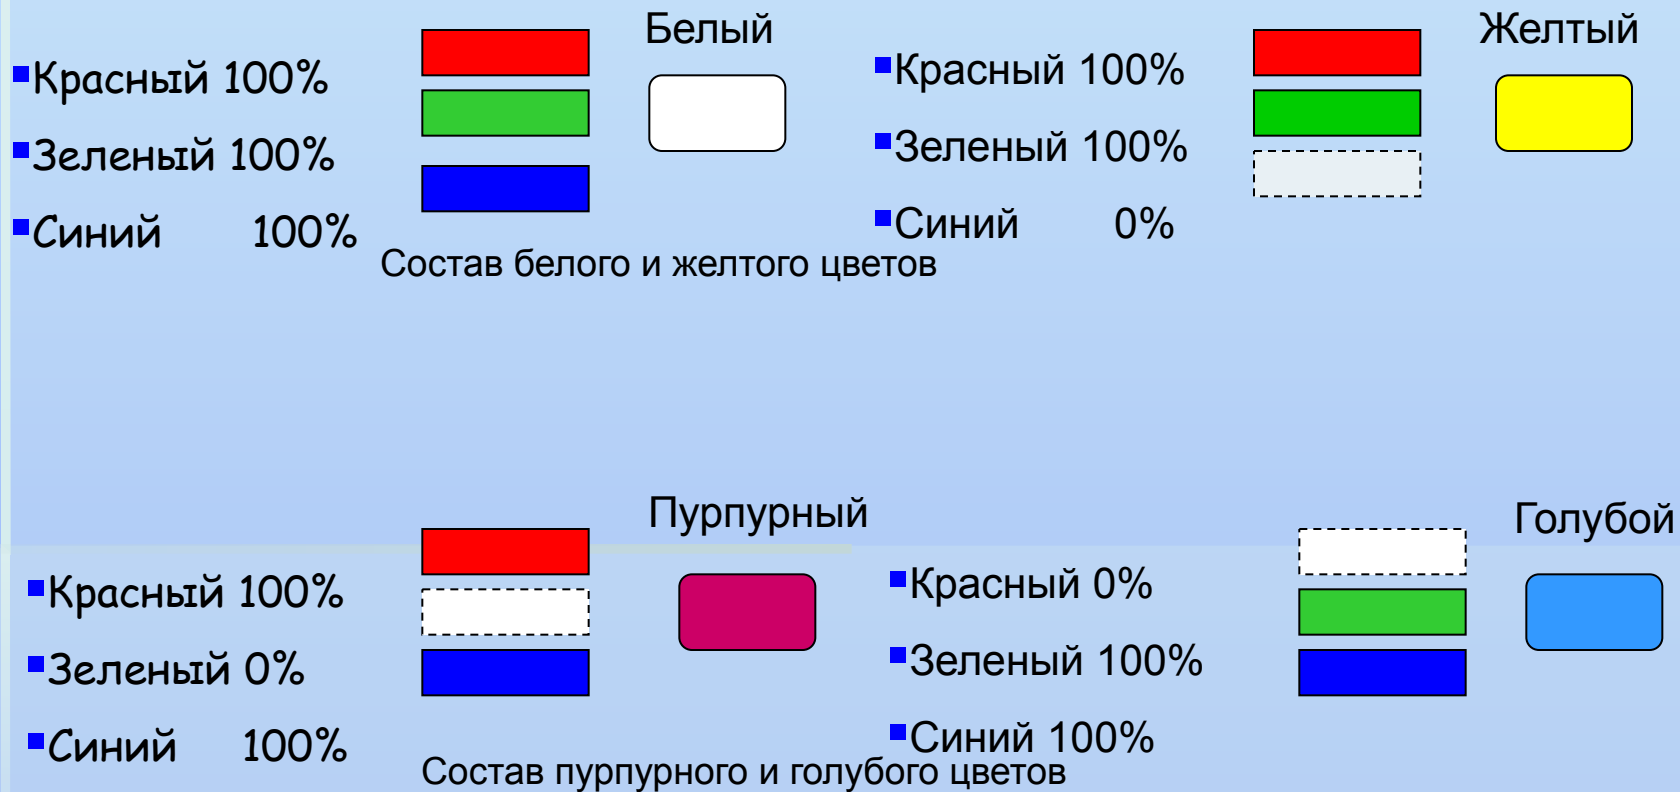 Белый
Красный 100%
Зеленый 100%
Синий 100%
Желтый
Красный 100%
Зеленый 100%
Синий 0%
Состав белого и желтого цветов
Пурпурный
Красный 100%
Зеленый 0%
Синий 100%
Голубой
Красный 0%
Зеленый 100%
Синий 100%
Состав пурпурного и голубого цветов